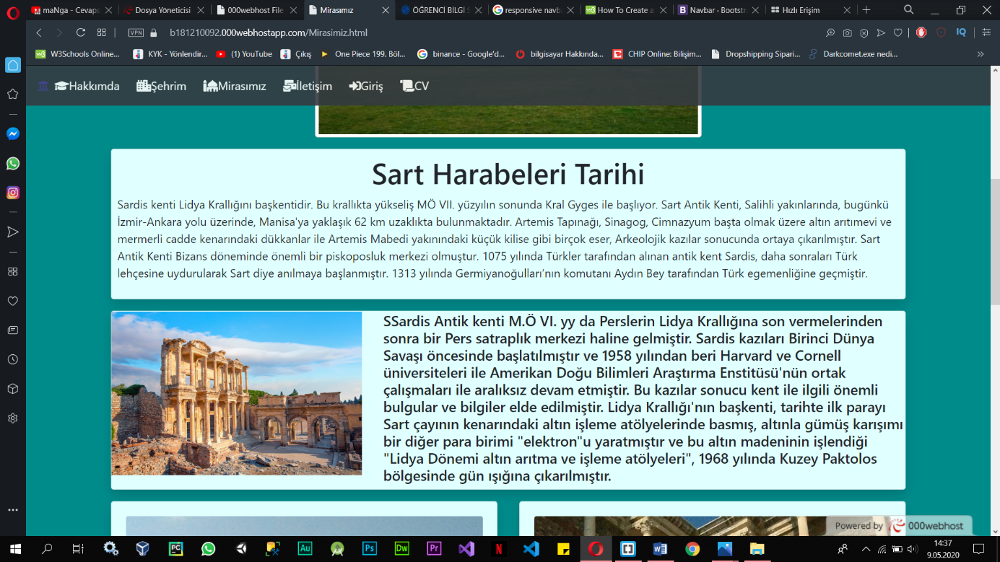 maNga - Cevaps
Dosya Yöneticisi
000webhost File
Mirasımız
ÖĞRENCİ BİLGİ S
responsive navba
How To Create a
Navbar · Bootstr
Hızlı Erişim
VPN
b181210092.000webhostapp.com/Mirasimiz.html
IQ
W3Schools Online...
KYK - Yönlendir...
(1) YouTube
Çıkış
One Piece 199. Böl...
binance - Google'd...
bilgisayar Hakkında...
CHIP Online: Bilişim...
Dropshipping Sipari...
Darkcomet.exe nedi...
Hakkımda
Şehrim
Mirasımız
İletişim
Giriş
CV
Sart Harabeleri Tarihi
Sardis kenti Lidya Krallığını başkentidir. Bu krallıkta yükseliş MÖ VII. yüzyılın sonunda Kral Gyges ile başlıyor. Sart Antik Kenti, Salihli yakınlarında, bugünkü
İzmir-Ankara yolu üzerinde, Manisa'ya yaklaşık 62 km uzaklıkta bulunmaktadır. Artemis Tapınağı, Sinagog, Cimnazyum başta olmak üzere altın arıtımevi ve
mermerli cadde kenarındaki dükkanlar ile Artemis Mabedi yakınındaki küçük kilise gibi birçok eser, Arkeolojik kazılar sonucunda ortaya çıkarılmıştır. Sart
Antik Kenti Bizans döneminde önemli bir piskoposluk merkezi olmuştur. 1075 yılında Türkler tarafından alınan antik kent Sardis, daha sonraları Türk
lehçesine uydurularak Sart diye anılmaya başlanmıştır. 1313 yılında Germiyanoğulları’nın komutanı Aydın Bey tarafından Türk egemenliğine geçmiştir.
SSardis Antik kenti M.Ö VI. yy da Perslerin Lidya Krallığına son vermelerinden
sonra bir Pers satraplık merkezi haline gelmiştir. Sardis kazıları Birinci Dünya
Savaşı öncesinde başlatılmıştır ve 1958 yılından beri Harvard ve Cornell
üniversiteleri ile Amerikan Doğu Bilimleri Araştırma Enstitüsü'nün ortak
çalışmaları ile aralıksız devam etmiştir. Bu kazılar sonucu kent ile ilgili önemli
bulgular ve bilgiler elde edilmiştir. Lidya Krallığı'nın başkenti, tarihte ilk parayı
Sart çayının kenarındaki altın işleme atölyelerinde basmış, altınla gümüş karışımı
bir diğer para birimi "elektron"u yaratmıştır ve bu altın madeninin işlendiği
"Lidya Dönemi altın arıtma ve işleme atölyeleri", 1968 yılında Kuzey Paktolos
bölgesinde gün ışığına çıkarılmıştır.
Powered by 000webhost
PC
Au
Ps
Dw
Pr
N
14:37
9.05.2020